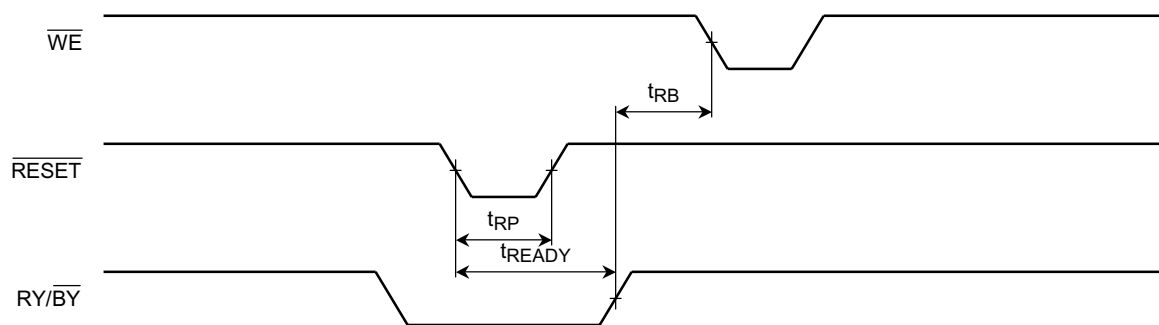 WE
tRB
RESET
tRP
tREADY
RY/BY